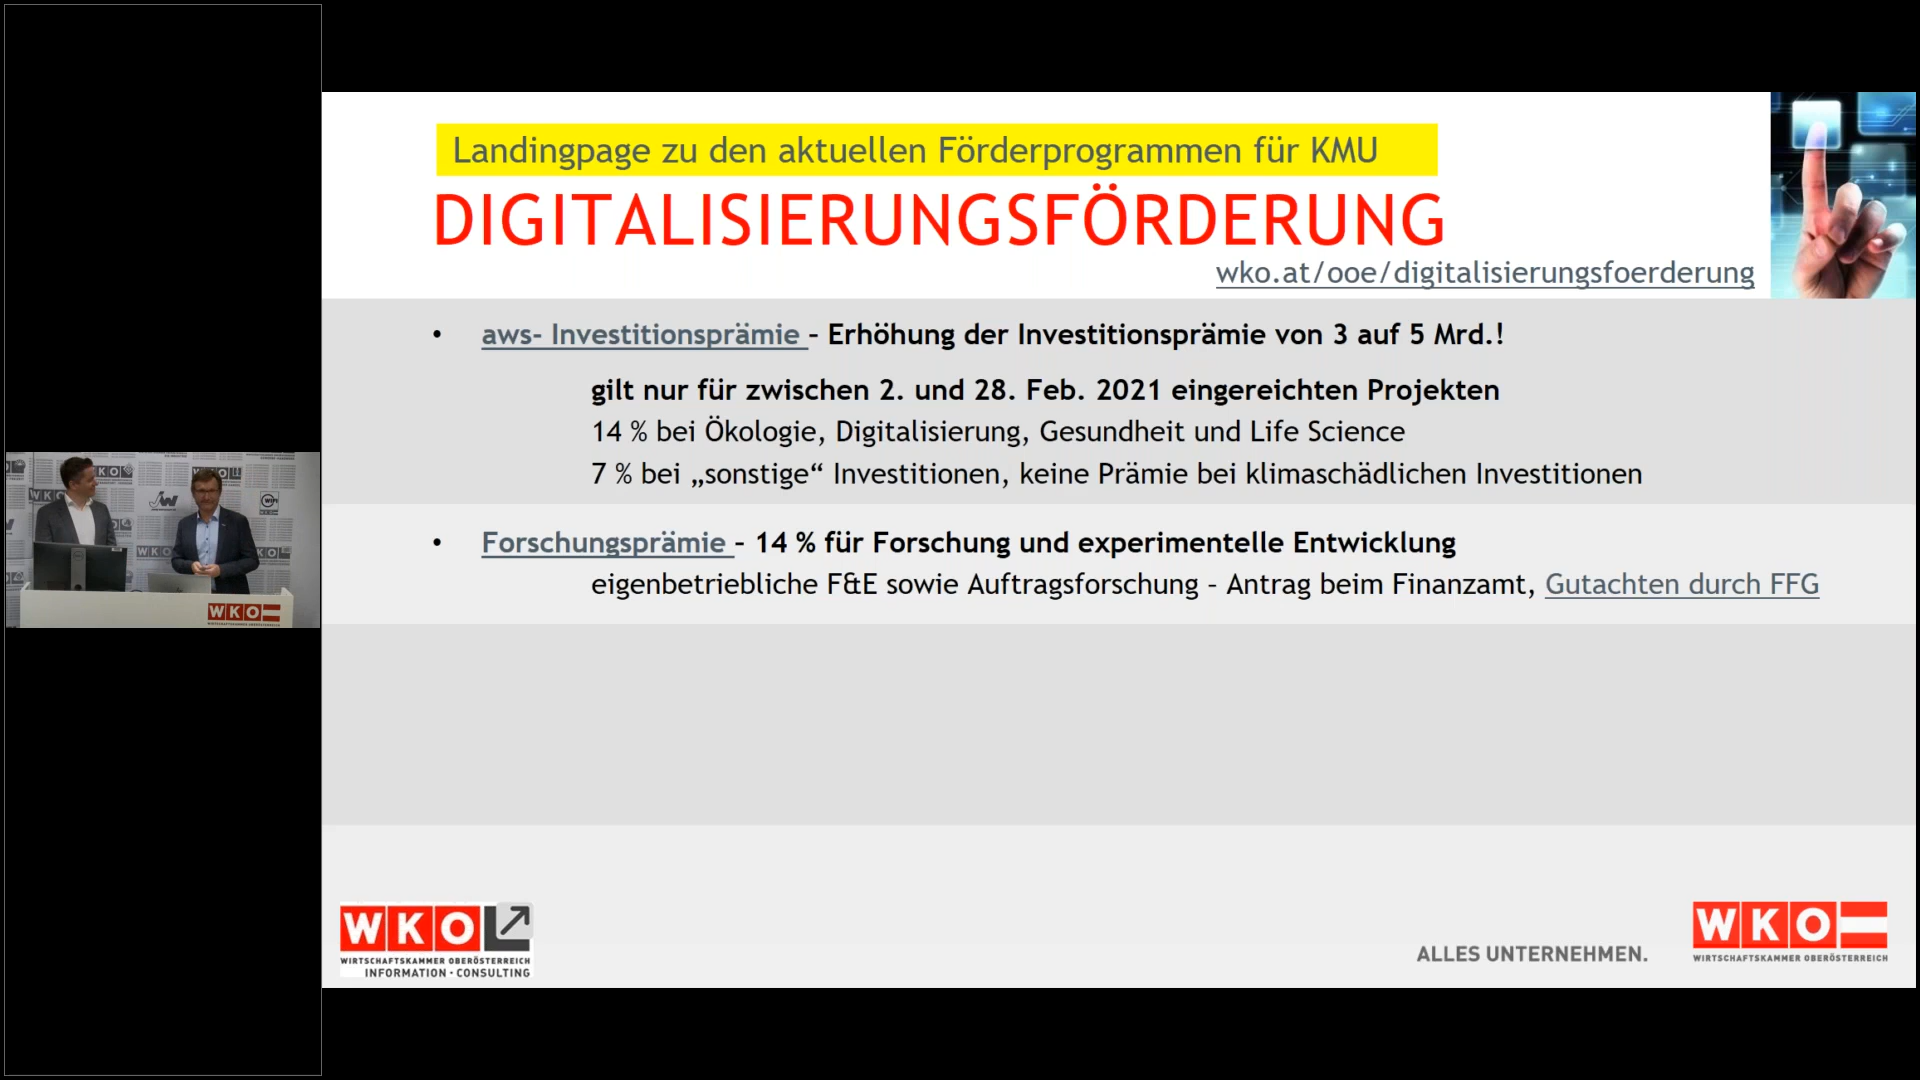 Landingpage zu den aktuellen Förderprogrammen für KMU
DIGITALISIERUNGSFÖRDERUNG
wko.at/ooe/digitalisierungsfoerderung
• aws- Investitionsprämie – Erhöhung der Investitionsprämie von 3 auf 5 Mrd.!
gilt nur für zwischen 2. und 28. Feb. 2021 eingereichten Projekten
14 % bei Ökologie, Digitalisierung, Gesundheit und Life Science
7 % bei „sonstige“ Investitionen, keine Prämie bei klimaschädlichen Investitionen
• Forschungsprämie – 14 % für Forschung und experimentelle Entwicklung
eigenbetriebliche F&E sowie Auftragsforschung – Antrag beim Finanzamt, Gutachten durch FFG
WKO
WIRTSCHAFTSKAMMER OBERÖSTERREICH
INFORMATION · CONSULTING
ALLES UNTERNEHMEN.
WKO
WIRTSCHAFTSKAMMER OBERÖSTERREICH
WKO
WIRTSCHAFTSKAMMER OBERÖSTERREICH